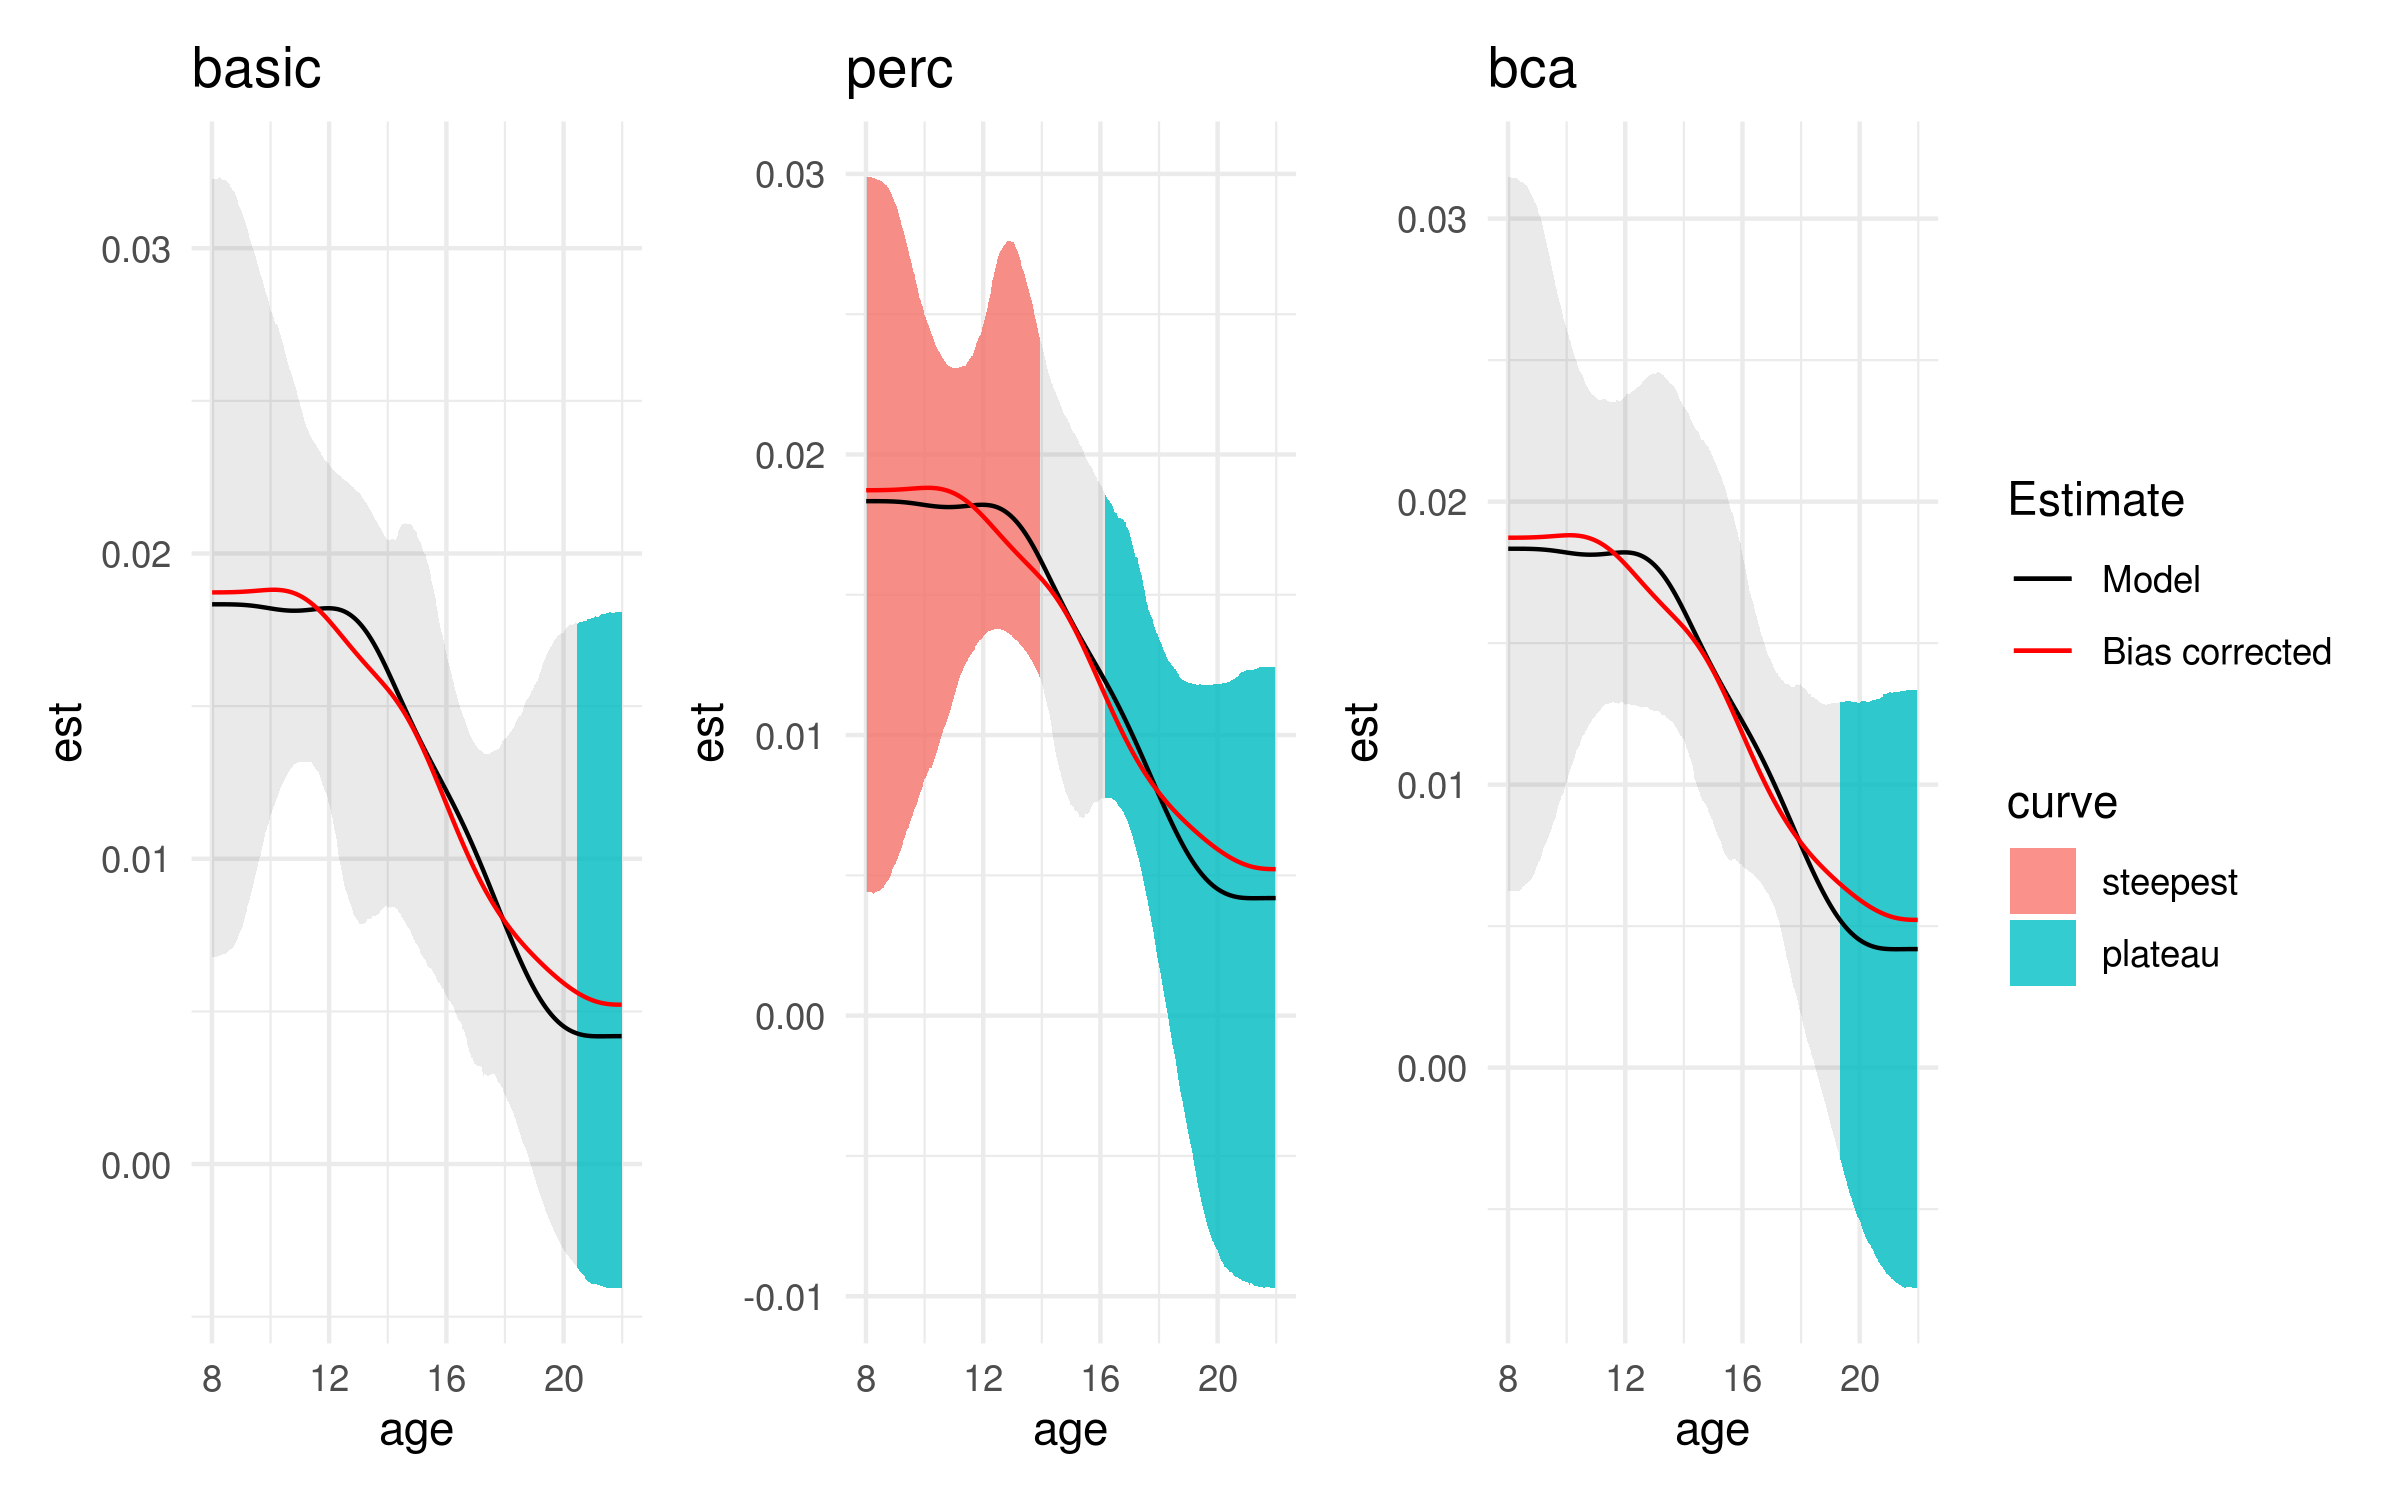 basic
perc
bca
0.03
0.02
0.01
0.00
est
8 12 16 20
age
0.03
0.02
0.01
0.00
-0.01
est
8 12 16 20
age
0.03
0.02
0.01
0.00
est
8 12 16 20
age
Estimate
Model
Bias corrected
curve
steepest
plateau